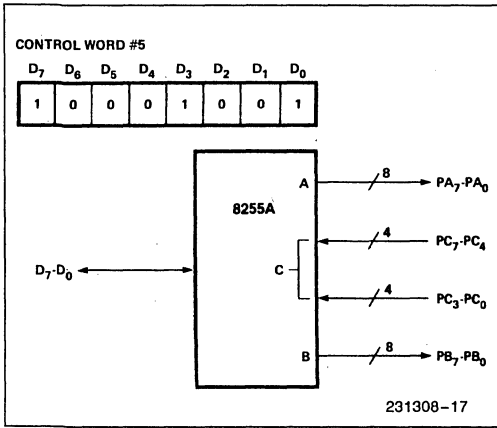 CONTROL WORD #5
D7 D6 D5 D4 D3 D2 D1 D0
1 0 0 0 1 0 0 1
8255A
A 8 PA7-PA0
4 PC7-PC4
D7-D0 C
4 PC3-PC0
B 8 PB7-PB0
231308-17